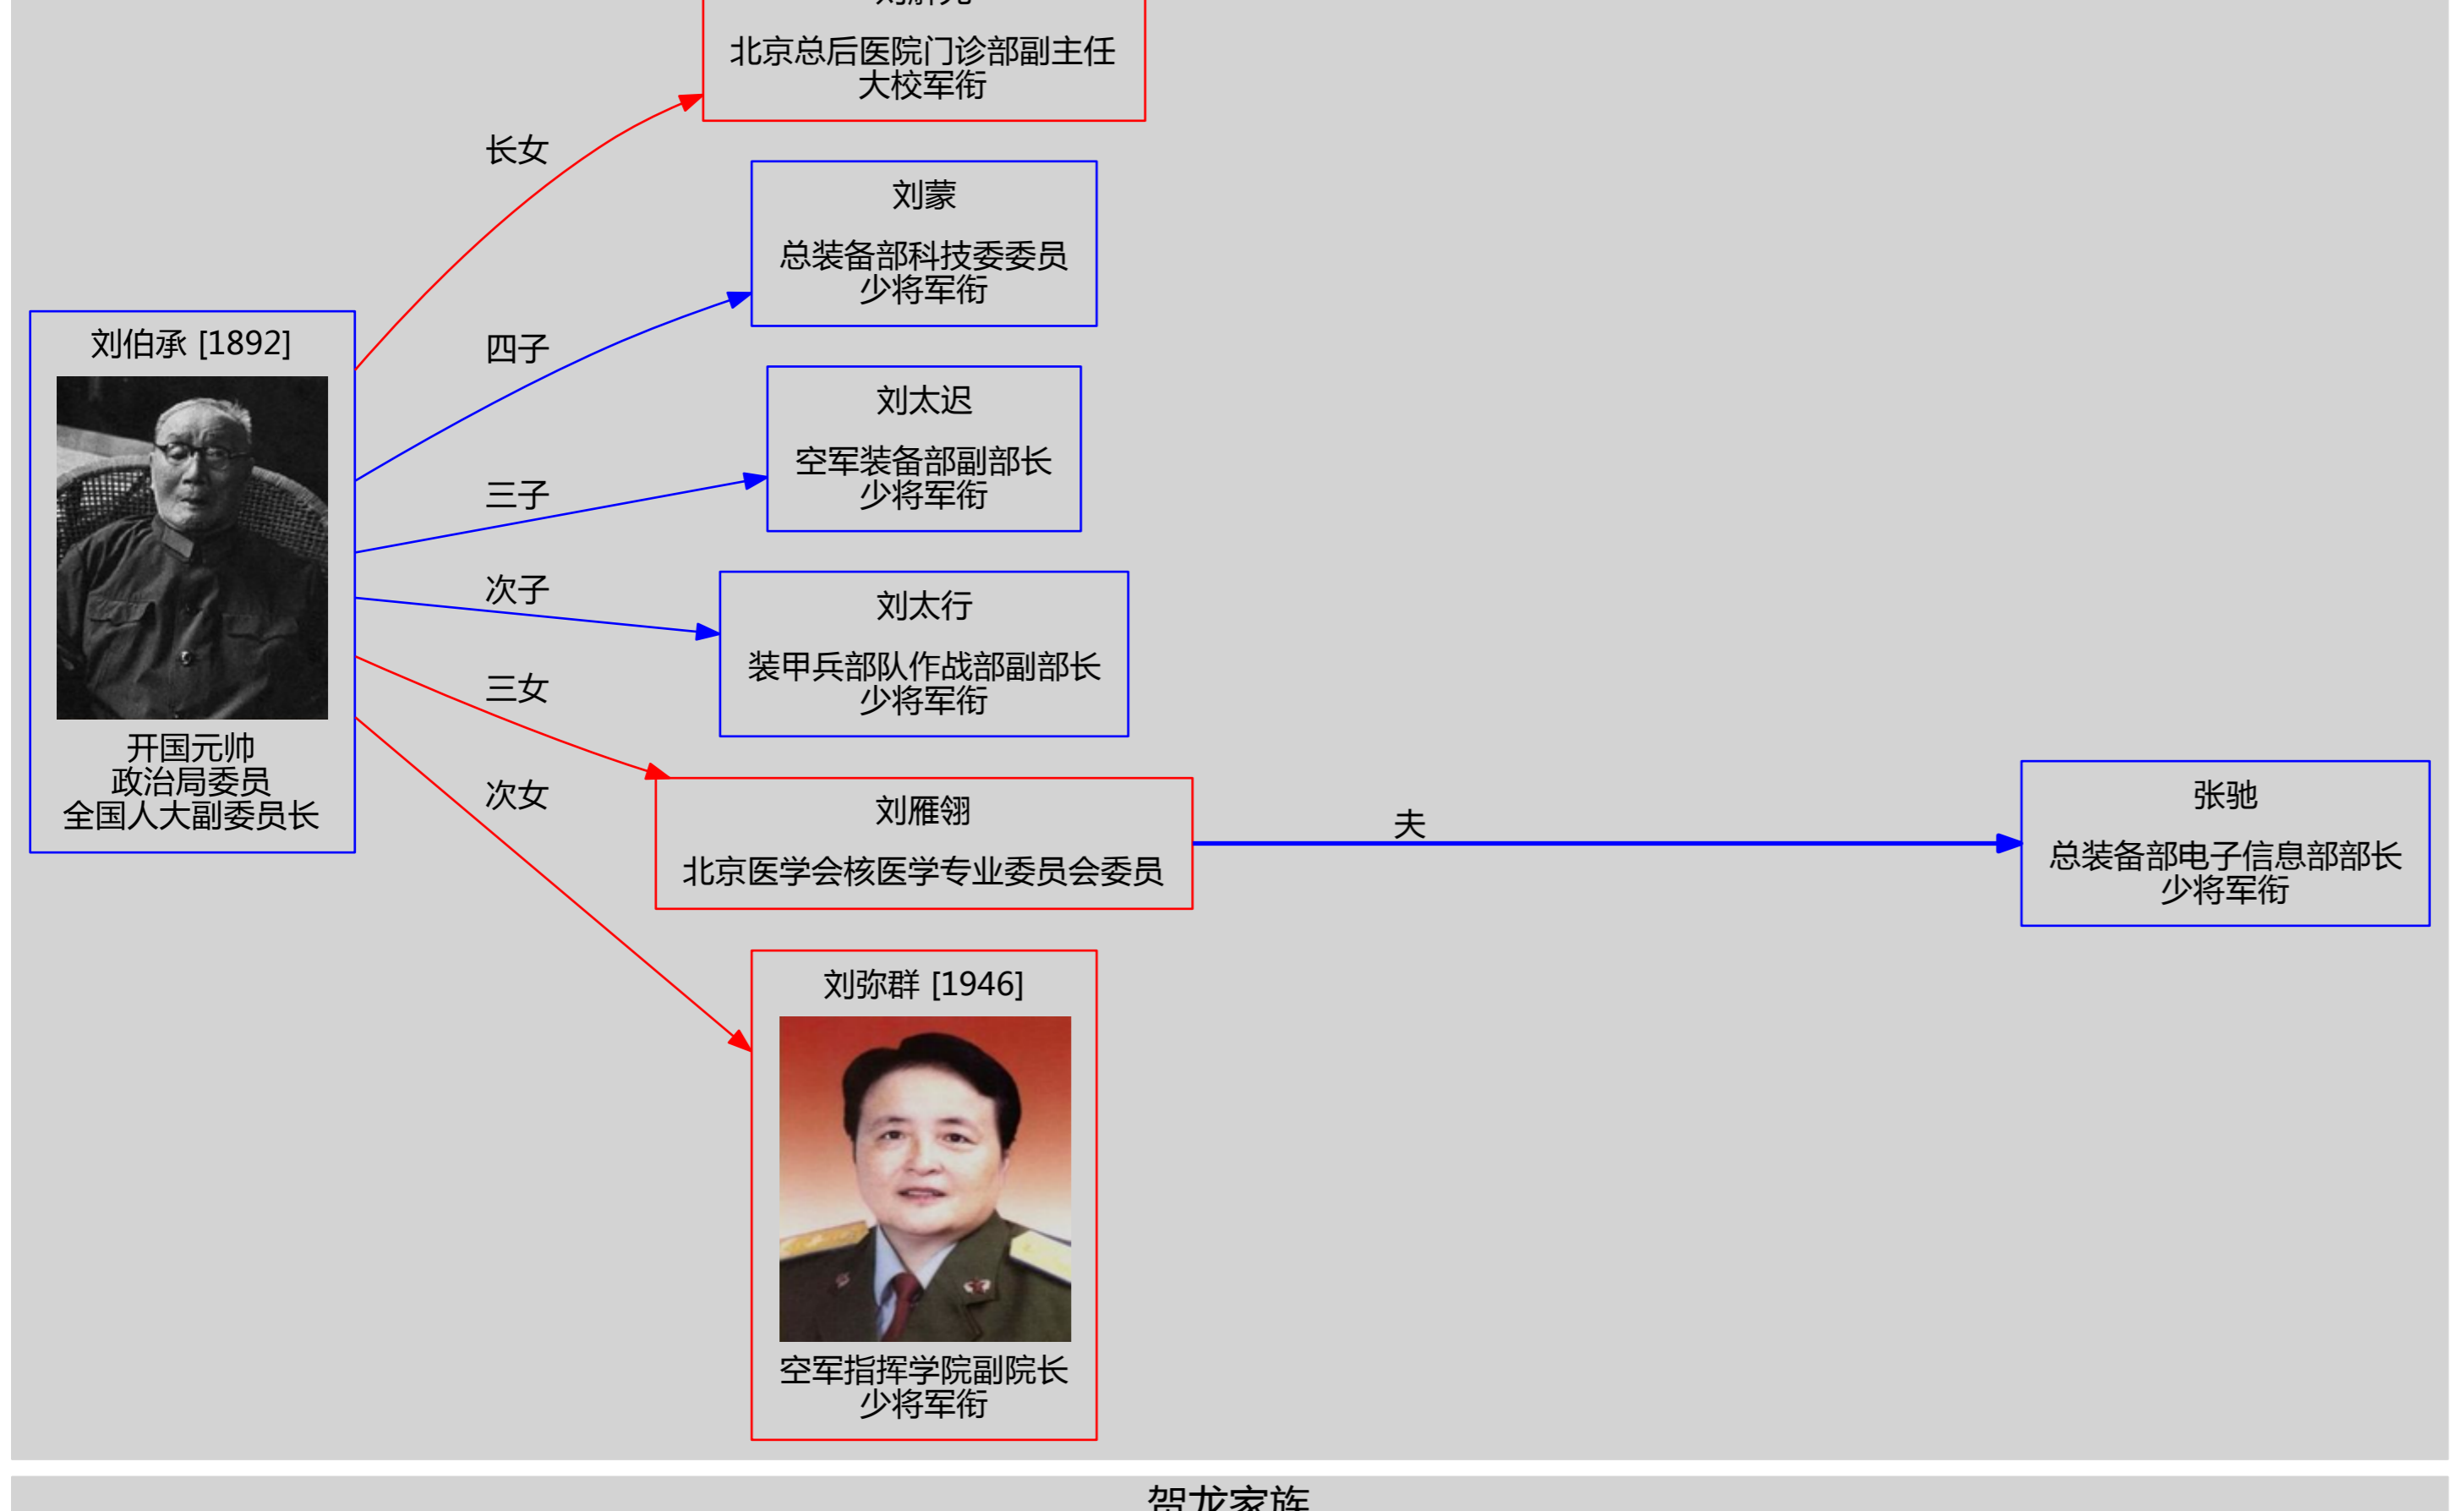 北京总后医院门诊部副主任
大校军衔
长女
刘蒙
总装备部科技委委员
少将军衔
四子
刘伯承 [1892]
开国元帅
政治局委员
全国人大副委员长
刘太迟
空军装备部副部长
少将军衔
三子
次子
刘太行
装甲兵部队作战部副部长
少将军衔
三女
次女
刘雁翎
北京医学会核医学专业委员会委员
夫
张驰
总装备部电子信息部部长
少将军衔
刘弥群 [1946]
空军指挥学院副院长
少将军衔
贺龙家族